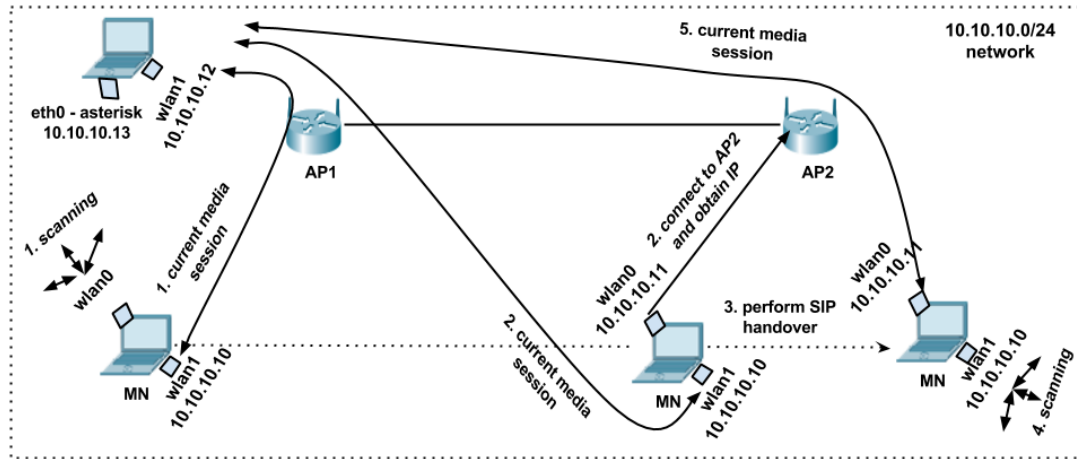 5. current media
session
10.10.10.0/24
network
eth0 - asterisk
10.10.10.13
wlan1
10.10.10.12
AP1
AP2
1. scanning
wlan0
1. current media
session
2. connect to AP2
and obtain IP
wlan0
10.10.10.11
wlan0
10.10.10.11
3. perform SIP
handover
2. current media
session
MN
wlan1
10.10.10.10
MN
wlan1
10.10.10.10
MN
wlan1
10.10.10.10
4. scanning